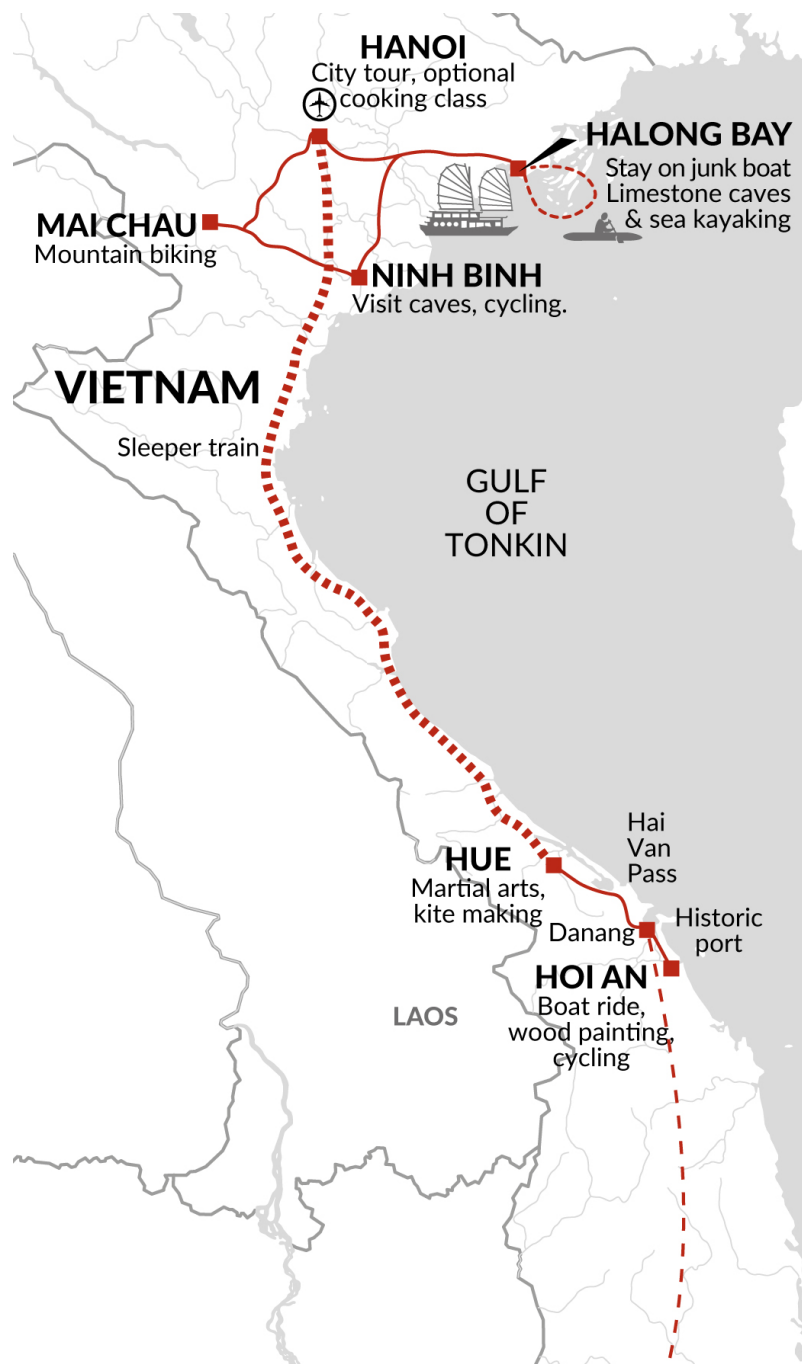 HANOI
City tour, optional
cooking class
HALONG BAY
Stay on junk boat
Limestone caves
& sea kayaking
MAI CHAU
Mountain biking
NINH BINH
Visit caves, cycling.
VIETNAM
Sleeper train
GULF
OF
TONKIN
Hai
Van
Pass
HUE
Martial arts,
kite making
Historic
port
Danang
HOI AN
Boat ride,
wood painting,
cycling
LAOS